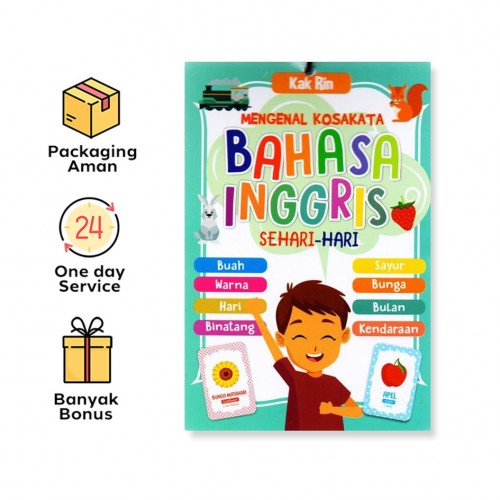 Packaging
Aman
24
One day
Service
Banyak
Bonus
Kak Rin
MENGENAL KOSAKATA
BAHASA
INGGRIS
SEHARI-HARI
Buah
Warna
Hari
Binatang
Sayur
Bunga
Bulan
Kendaraan
BUNGA MATAHARI
APEL